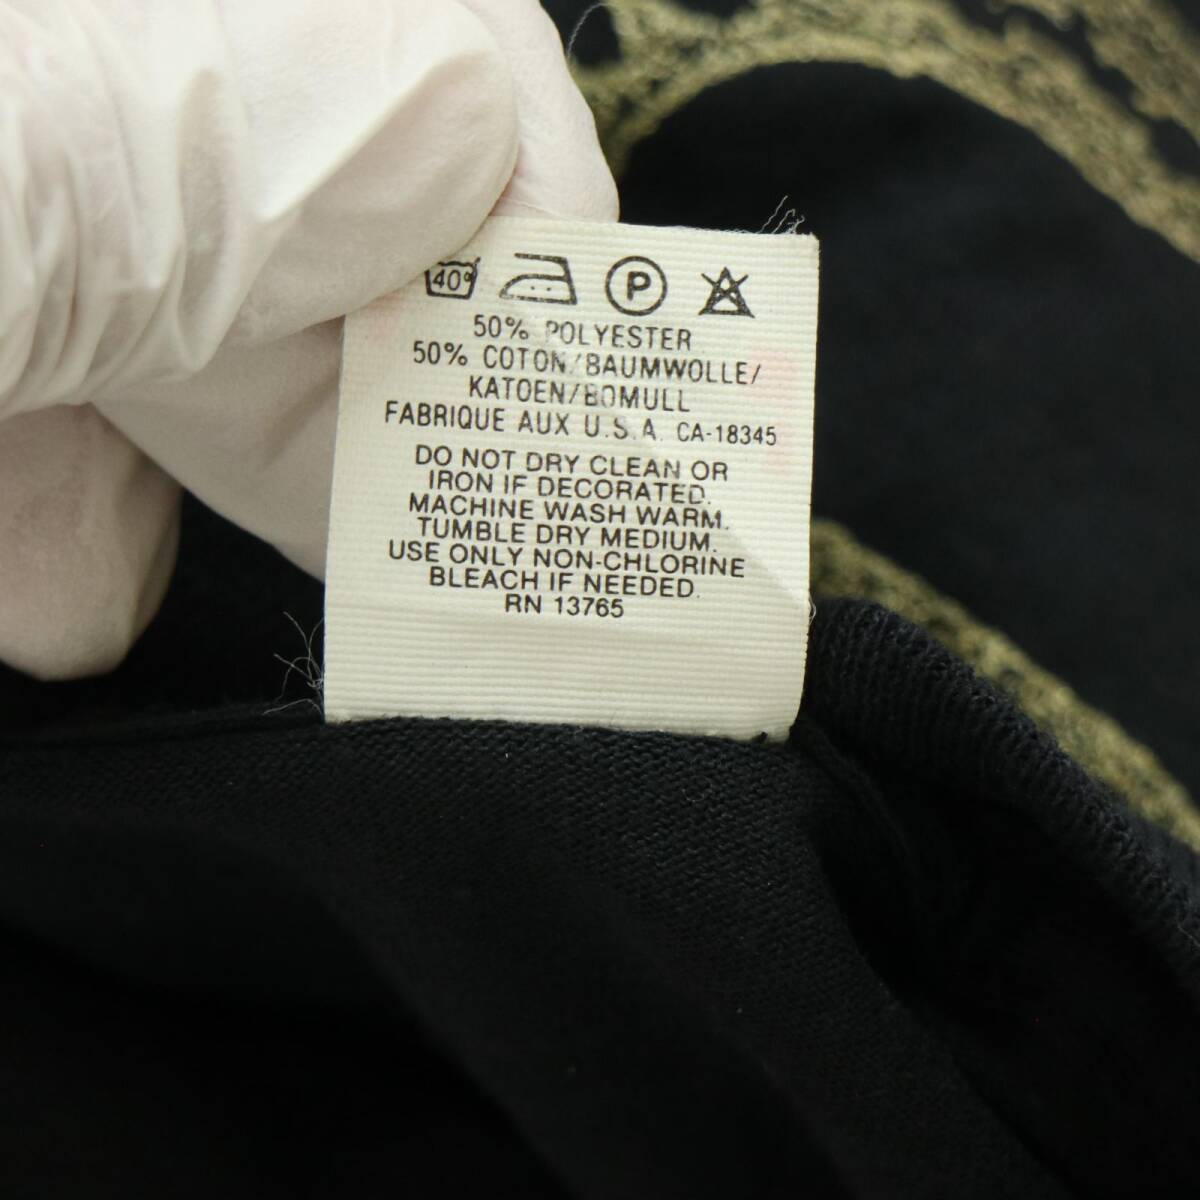 40°
P
50% POLYESTER
50% COTON/BAUMWOLLE/
KATOEN/BOMULL
FABRIQUE AUX U.S.A. CA-18345
DO NOT DRY CLEAN OR
IRON IF DECORATED.
MACHINE WASH WARM.
TUMBLE DRY MEDIUM.
USE ONLY NON-CHLORINE
BLEACH IF NEEDED.
RN 13765